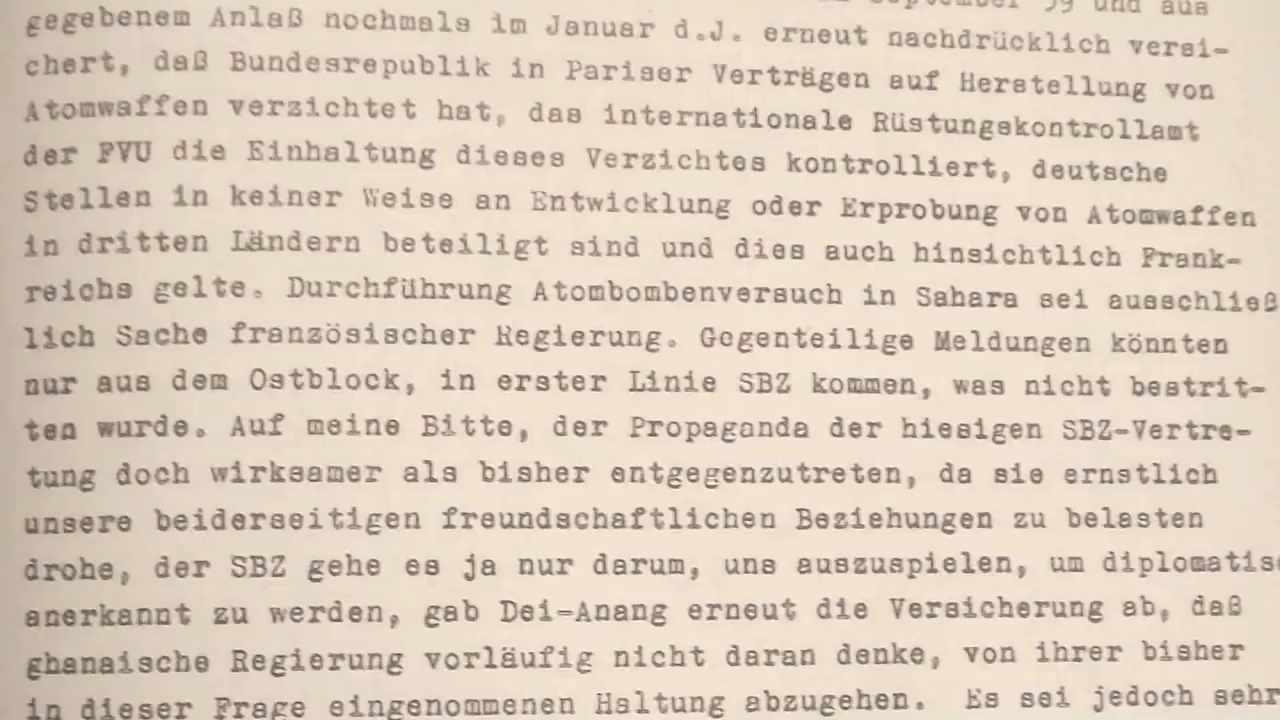 September 59 und aus
gegebenem Anlaß nochmals im Januar d.J. erneut nachdrücklich versi-
chert, daß Bundesrepublik in Pariser Verträgen auf Herstellung von
Atomwaffen verzichtet hat, das internationale Rüstungskontrollamt
der PVU die Einhaltung dieses Verzichtes kontrolliert, deutsche
Stellen in keiner Weise an Entwicklung oder Erprobung von Atomwaffen
in dritten Ländern beteiligt sind und dies auch hinsichtlich Frank-
reichs gelte. Durchführung Atombombenversuch in Sahara sei ausschließ
lich Sache französischer Regierung. Gegenteilige Meldungen könnten
nur aus dem Ostblock, in erster Linie SBZ kommen, was nicht bestrit-
ten wurde. Auf meine Bitte, der Propaganda der hiesigen SBZ-Vertre-
tung doch wirksamer als bisher entgegenzutreten, da sie ernstlich
unsere beiderseitigen freundschaftlichen Beziehungen zu belasten
drohe, der SBZ gehe es ja nur darum, uns auszuspielen, um diplomatisc
anerkannt zu werden, gab Dei-Anang erneut die Versicherung ab, daß
ghanaische Regierung vorläufig nicht daran denke, von ihrer bisher
in dieser Frage eingenommenen Haltung abzugehen. Es sei jedoch sehr